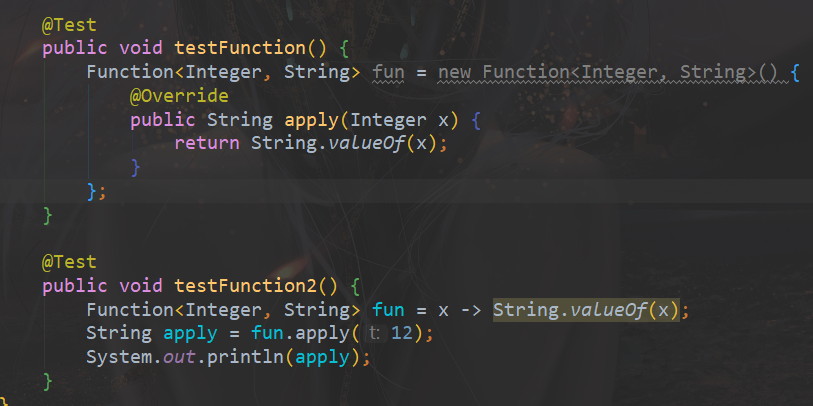 @Test
public void testFunction() {
Function<Integer, String> fun = new Function<Integer, String>() {
@Override
public String apply(Integer x) {
return String.valueOf(x);
}
};
}
@Test
public void testFunction2() {
Function<Integer, String> fun = x -> String.valueOf(x);
String apply = fun.apply( t: 12);
System.out.println(apply);
}
}